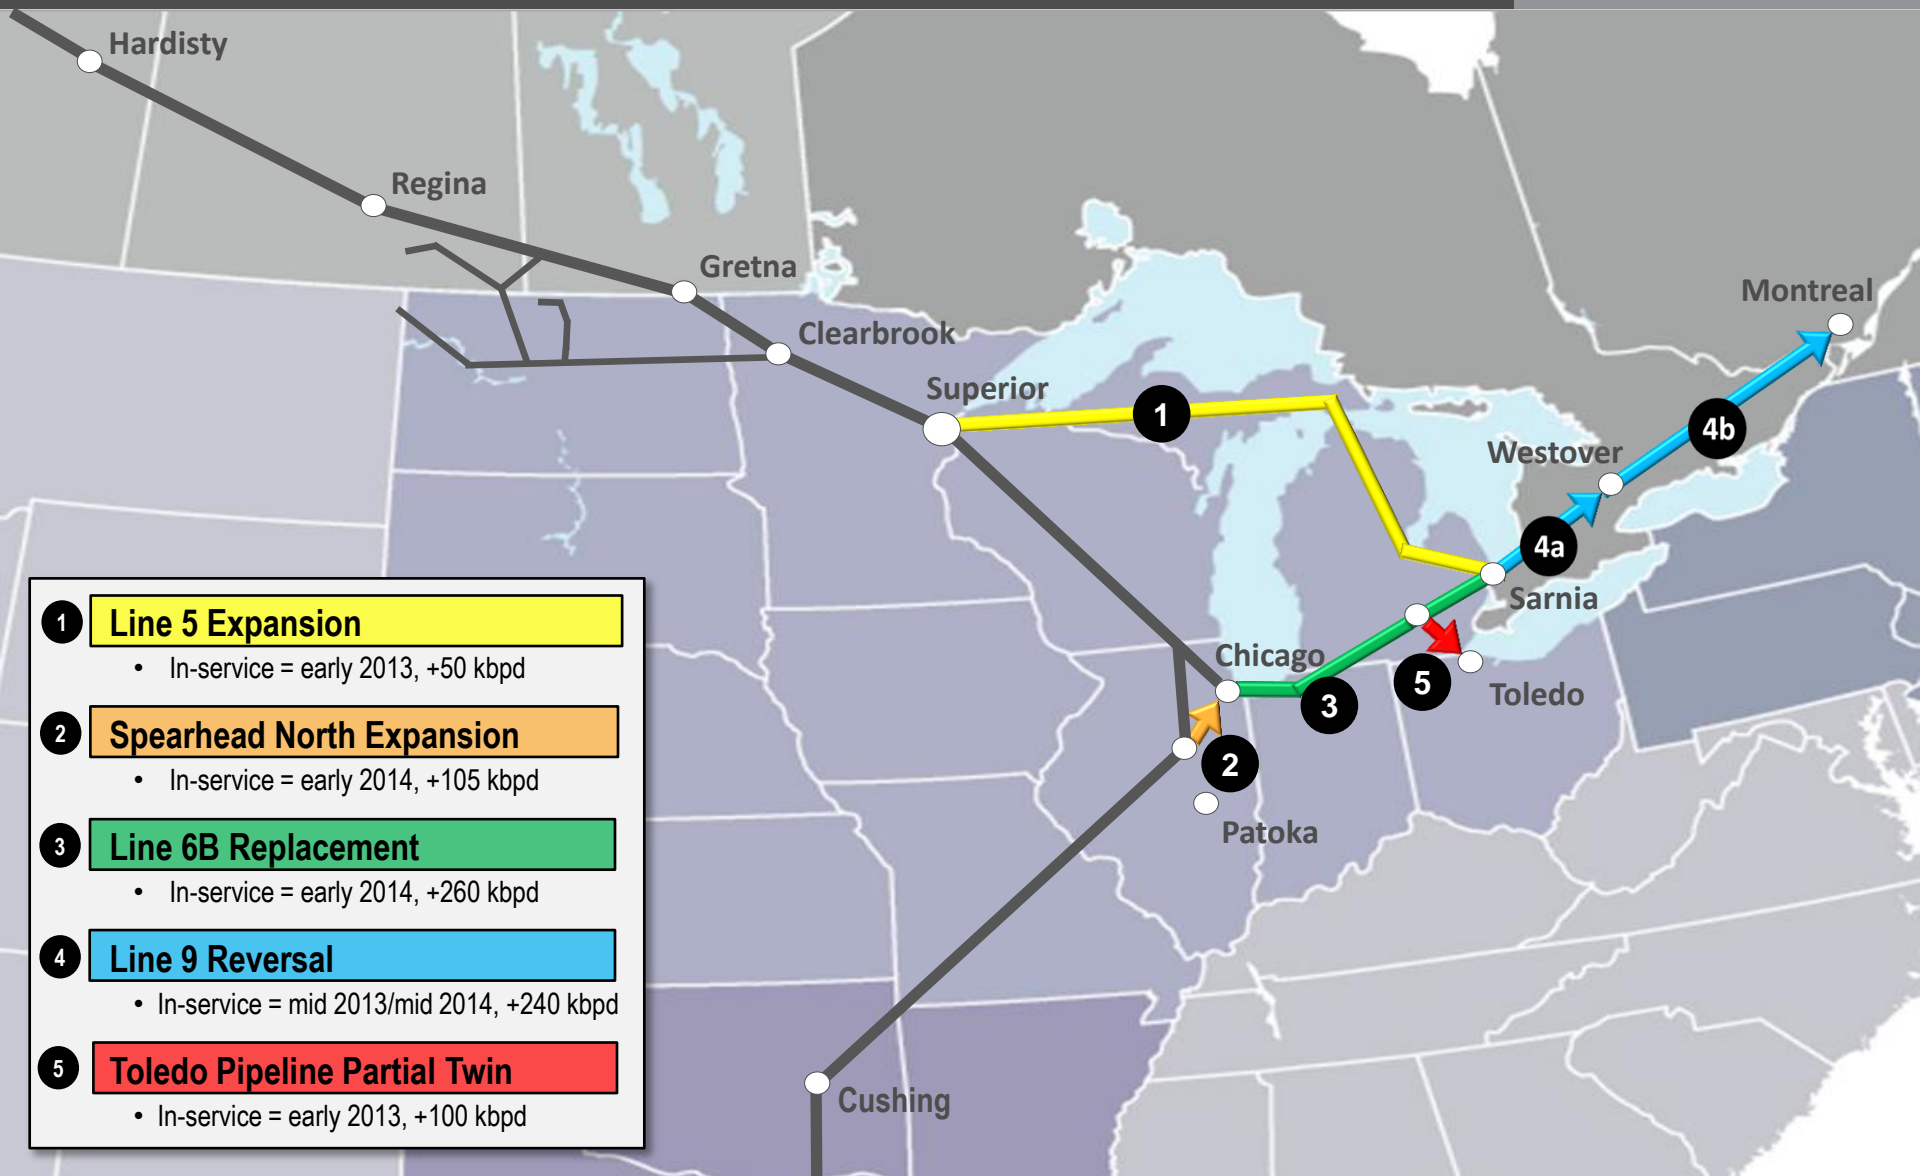 Hardisty
Regina
Gretna
Clearbrook
Superior
1
Montreal
4b
Westover
4a
Sarnia
Chicago
5
Toledo
3
2
Patoka
Cushing
1 Line 5 Expansion
• In-service = early 2013, +50 kbpd
2 Spearhead North Expansion
• In-service = early 2014, +105 kbpd
3 Line 6B Replacement
• In-service = early 2014, +260 kbpd
4 Line 9 Reversal
• In-service = mid 2013/mid 2014, +240 kbpd
5 Toledo Pipeline Partial Twin
• In-service = early 2013, +100 kbpd